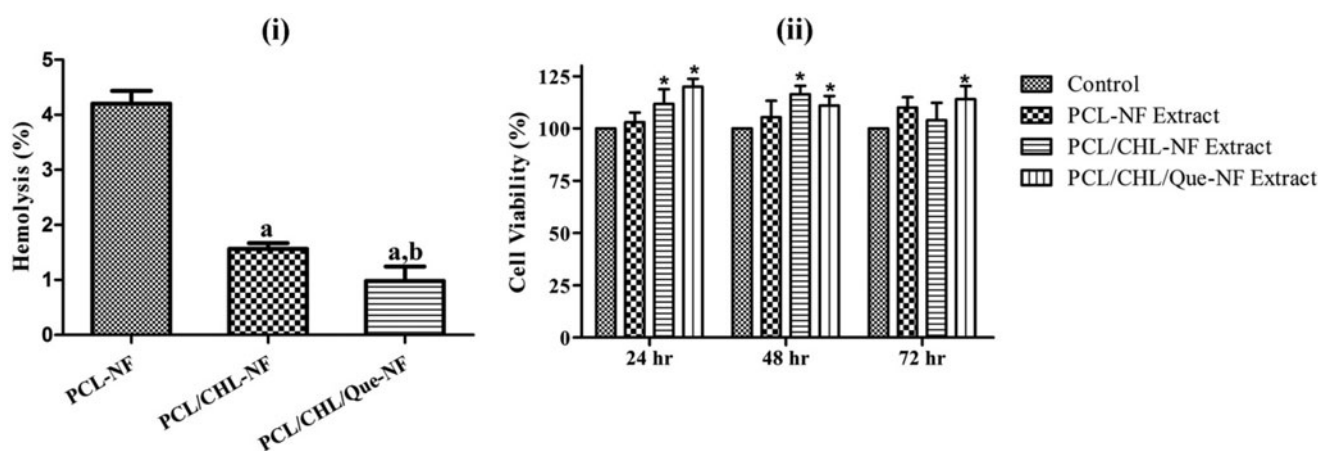 (i)
Hemolysis (%)
5
4
3
2
1
0
a
a,b
PCL-NF
PCL/CHL-NF
PCL/CHL/Que-NF
(ii)
Cell Viability (%)
125
100
75
50
25
0
* *
* *
*
24 hr 48 hr 72 hr
Control
PCL-NF Extract
PCL/CHL-NF Extract
PCL/CHL/Que-NF Extract